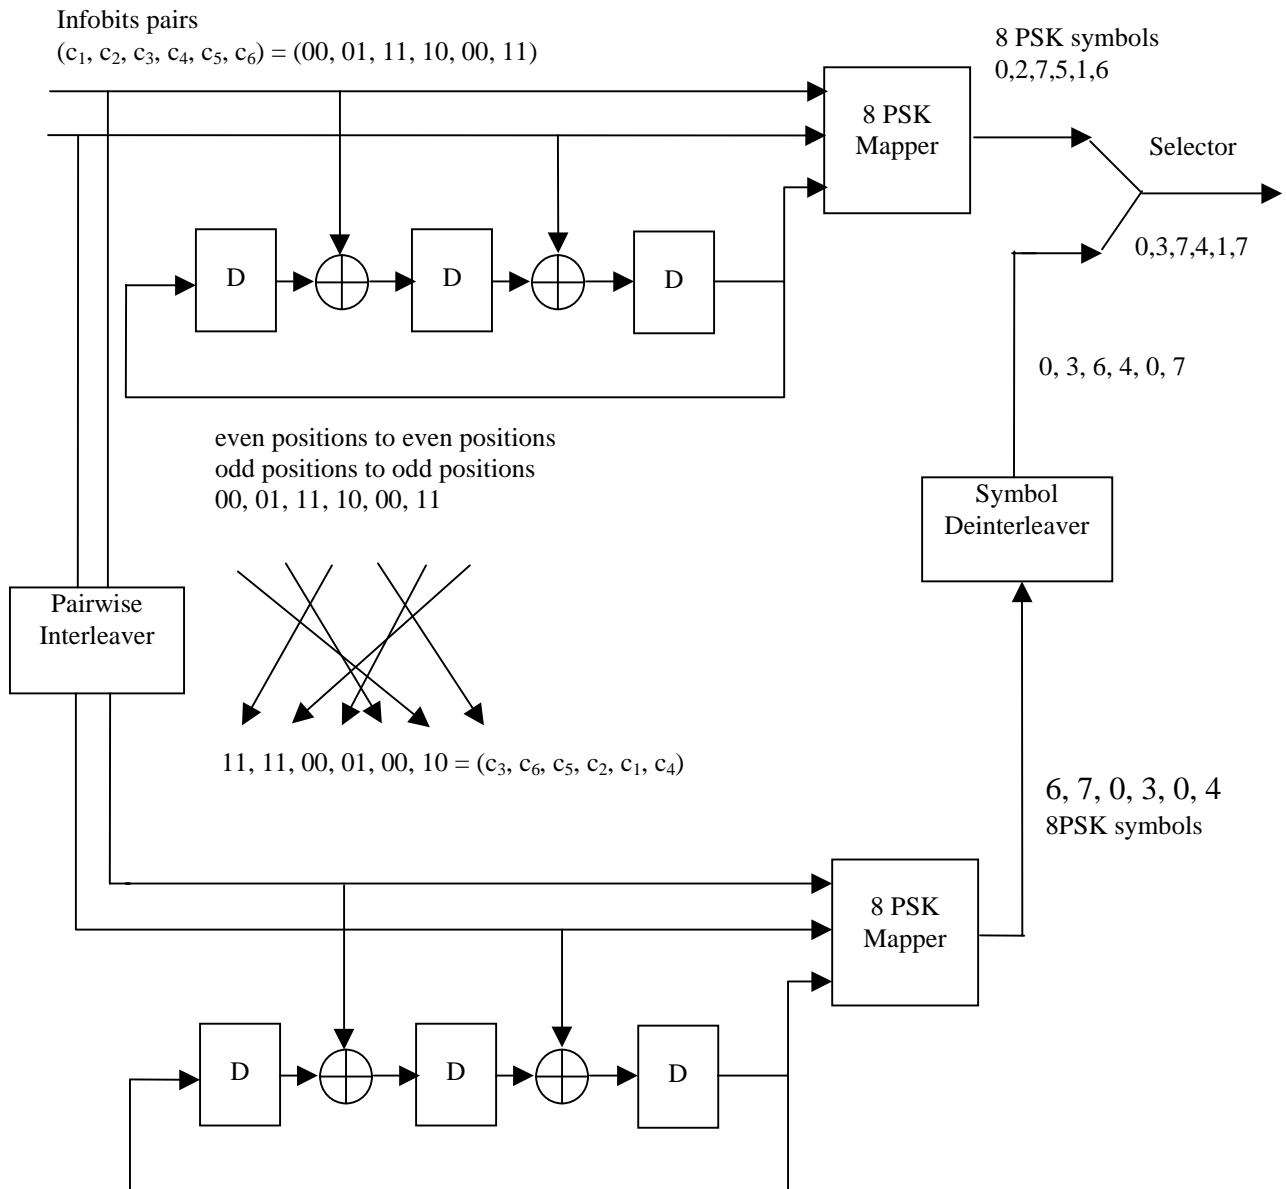 Infobits pairs
(c₁, c₂, c₃, c₄, c₅, c₆) = (00, 01, 11, 10, 00, 11)
8 PSK symbols
0,2,7,5,1,6
8 PSK
Mapper
Selector
D
D
D
0,3,7,4,1,7
0, 3, 6, 4, 0, 7
even positions to even positions
odd positions to odd positions
00, 01, 11, 10, 00, 11
Symbol
Deinterleaver
Pairwise
Interleaver
11, 11, 00, 01, 00, 10 = (c₃, c₆, c₅, c₂, c₁, c₄)
6, 7, 0, 3, 0, 4
8PSK symbols
8 PSK
Mapper
D
D
D